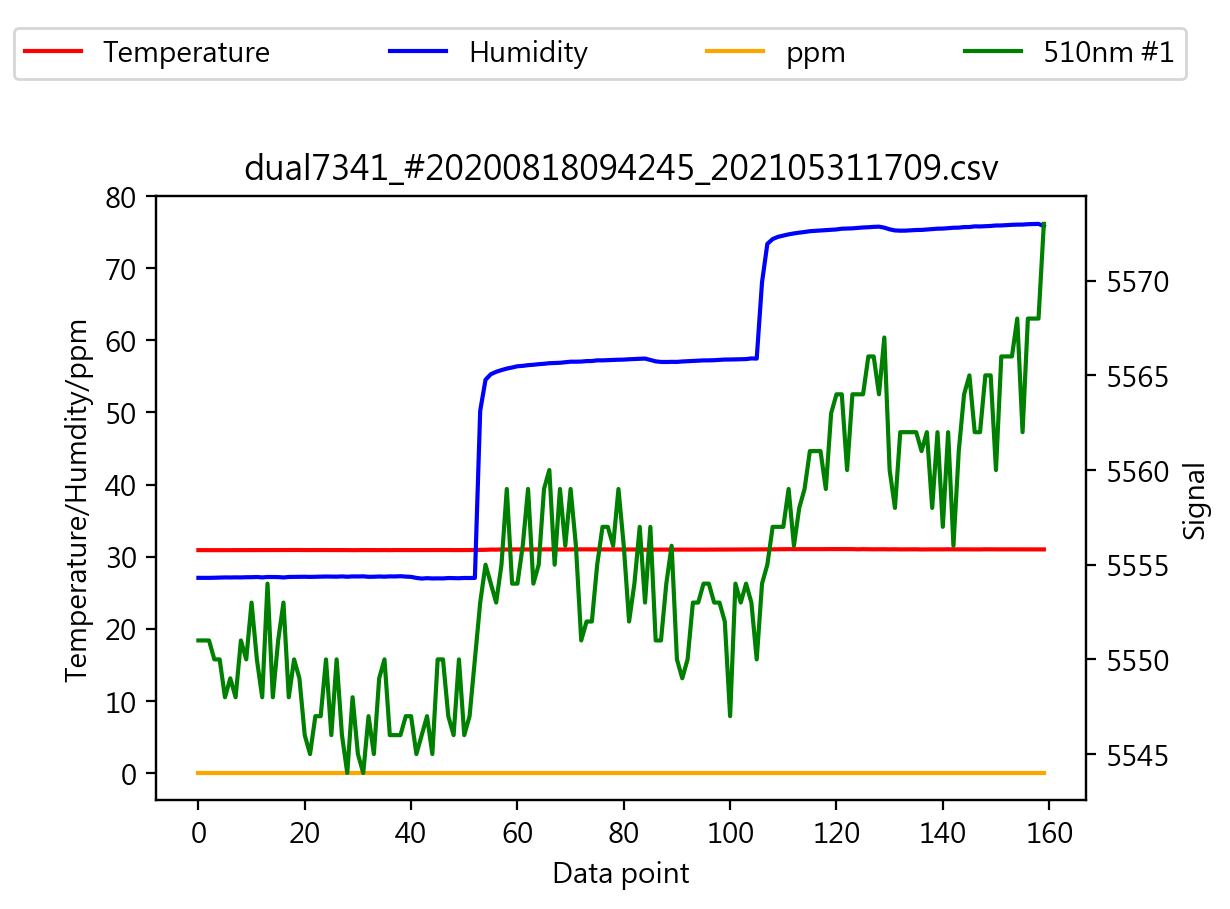 Temperature Humidity ppm 510nm #1
dual7341_#20200818094245_202105311709.csv
80
70
60
50
40
30
20
10
0
Temperature/Humdity/ppm
5570
5565
5560
5555
5550
5545
Signal
0 20 40 60 80 100 120 140 160
Data point